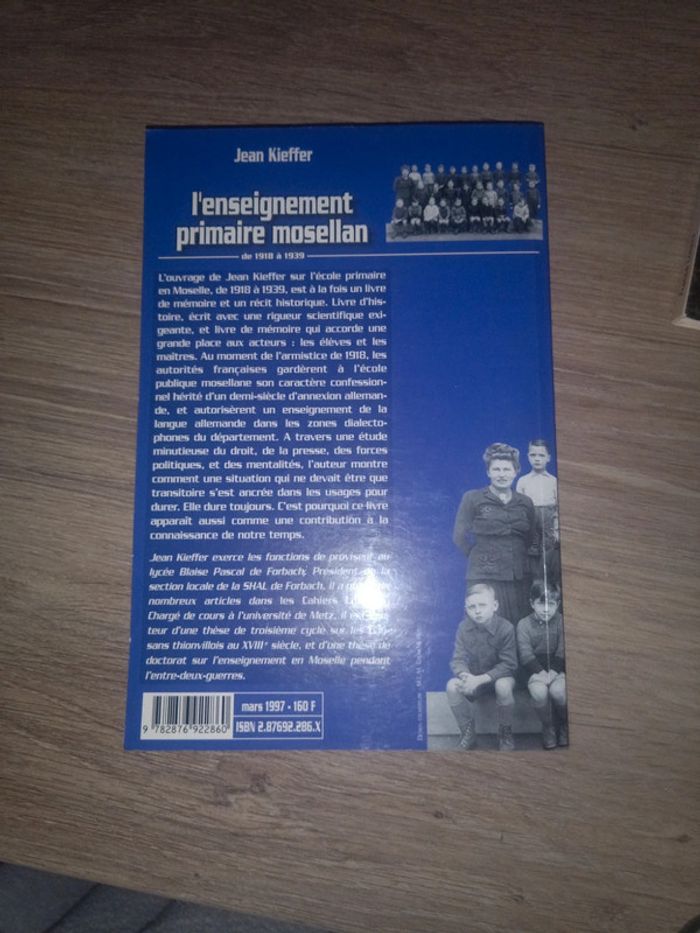 Jean Kieffer
l'enseignement
primaire mosellan
de 1918 à 1939
L'ouvrage de Jean Kieffer sur l'école primaire
en Moselle, de 1918 à 1939, est à la fois un livre
de mémoire et un récit historique. Livre d'his-
toire, écrit avec une rigueur scientifique exi-
geante, et livre de mémoire qui accorde une
grande place aux acteurs : les élèves et les
maîtres. Au moment de l'armistice de 1918, les
autorités françaises gardèrent à l'école
publique mosellane son caractère confession-
nel hérité d'un demi-siècle d'annexion alleman-
de, et autorisèrent un enseignement de la
langue allemande dans les zones dialecto-
phones du département. A travers une étude
minutieuse du droit, de la presse, des forces
politiques, et des mentalités, l'auteur montre
comment une situation qui ne devait être que
transitoire s'est ancrée dans les usages pour
durer. Elle dure toujours. C'est pourquoi ce livre
apparaît aussi comme une contribution à la
connaissance de notre temps.
Jean Kieffer exerce les fonctions de proviseur au
lycée Blaise Pascal de Forbach. Président de la
section locale de la SHAL de Forbach, il a
nombreux articles dans les Cahiers
Chargé de cours à l'université de Metz, il est
teur d'une thèse de troisième cycle sur les
sans thionvillois au XVIIIe siècle, et d'une thèse de
doctorat sur l'enseignement en Moselle pendant
l'entre-deux-guerres.
mars 1997 - 160 F
ISBN 2.87692.286.X
9 782876 922860